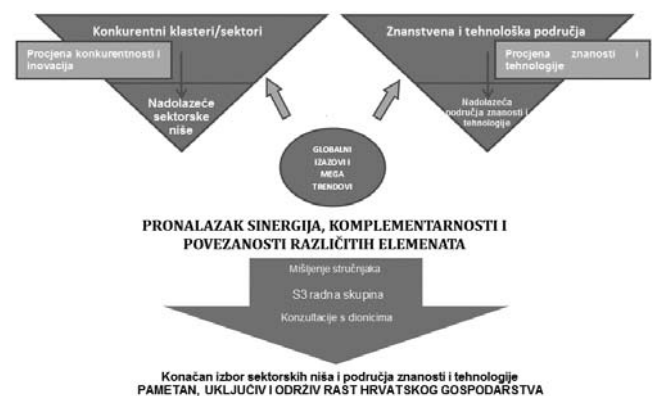 Konkurentni klasteri/sektori
Procjena konkurentnosti i
inovacija
Nadolazeće
sektorske
niše
Znanstvena i tehnološka područja
Procjena znanosti i
tehnologije
Nadolazeća
područja znanosti i
tehnologije
GLOBALNI
IZAZOVI I
MEGA
TRENDOVI
PRONALAZAK SINERGIJA, KOMPLEMENTARNOSTI I
POVEZANOSTI RAZLIČITIH ELEMENATA
Mišljenje stručnjaka
S3 radna skupina
Konzultacije s dionicima
Konačan izbor sektorskih niša i područja znanosti i tehnologije
PAMETAN, UKLJUČIV I ODRŽIV RAST HRVATSKOG GOSPODARSTVA